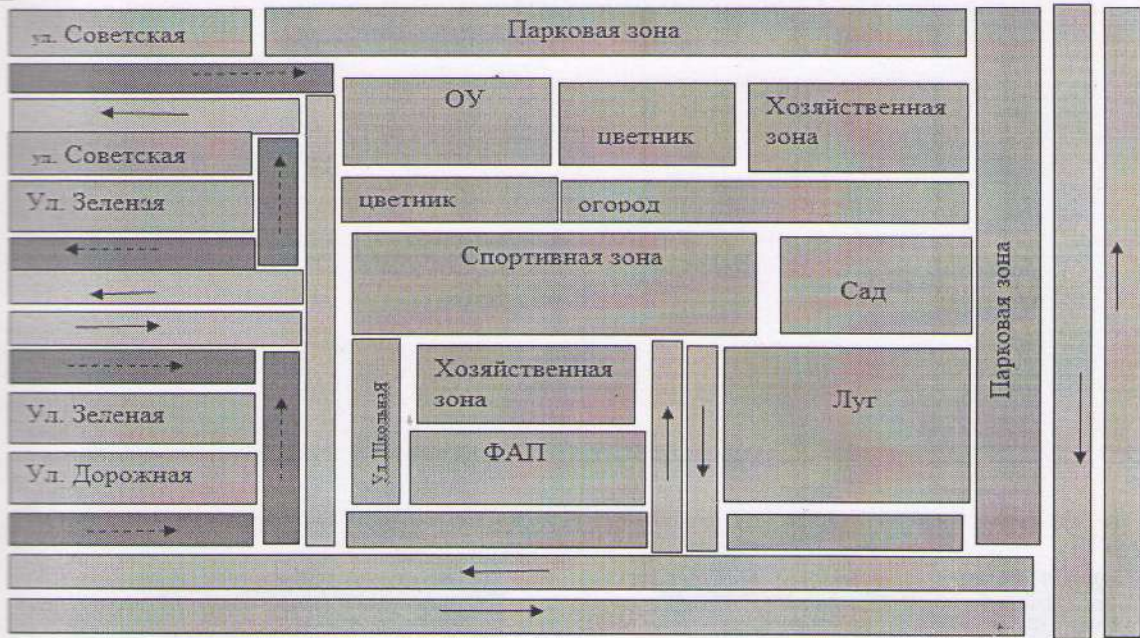 ул. Советская
Парковая зона
ОУ
цветник
Хозяйственная
зона
ул. Советская
Ул. Зеленая
цветник
огород
Спортивная зона
Сад
Парковая зона
Ул.Школьная
Хозяйственная
зона
Луг
Ул. Зеленая
ФАП
Ул. Дорожная